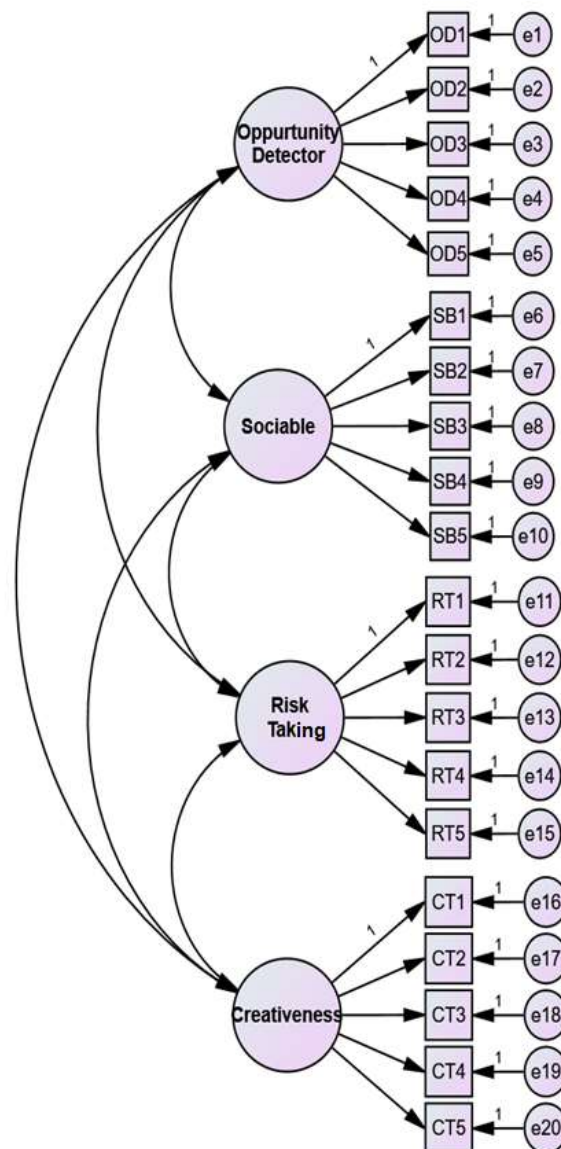 OD1 1 e1
1
OD2 1 e2
Oppurtunity
Detector
OD3 1 e3
OD4 1 e4
OD5 1 e5
SB1 1 e6
1
SB2 1 e7
Sociable
SB3 1 e8
SB4 1 e9
SB5 1 e10
RT1 1 e11
1
RT2 1 e12
Risk
Taking
RT3 1 e13
RT4 1 e14
RT5 1 e15
CT1 1 e16
1
CT2 1 e17
Creativeness
CT3 1 e18
CT4 1 e19
CT5 1 e20